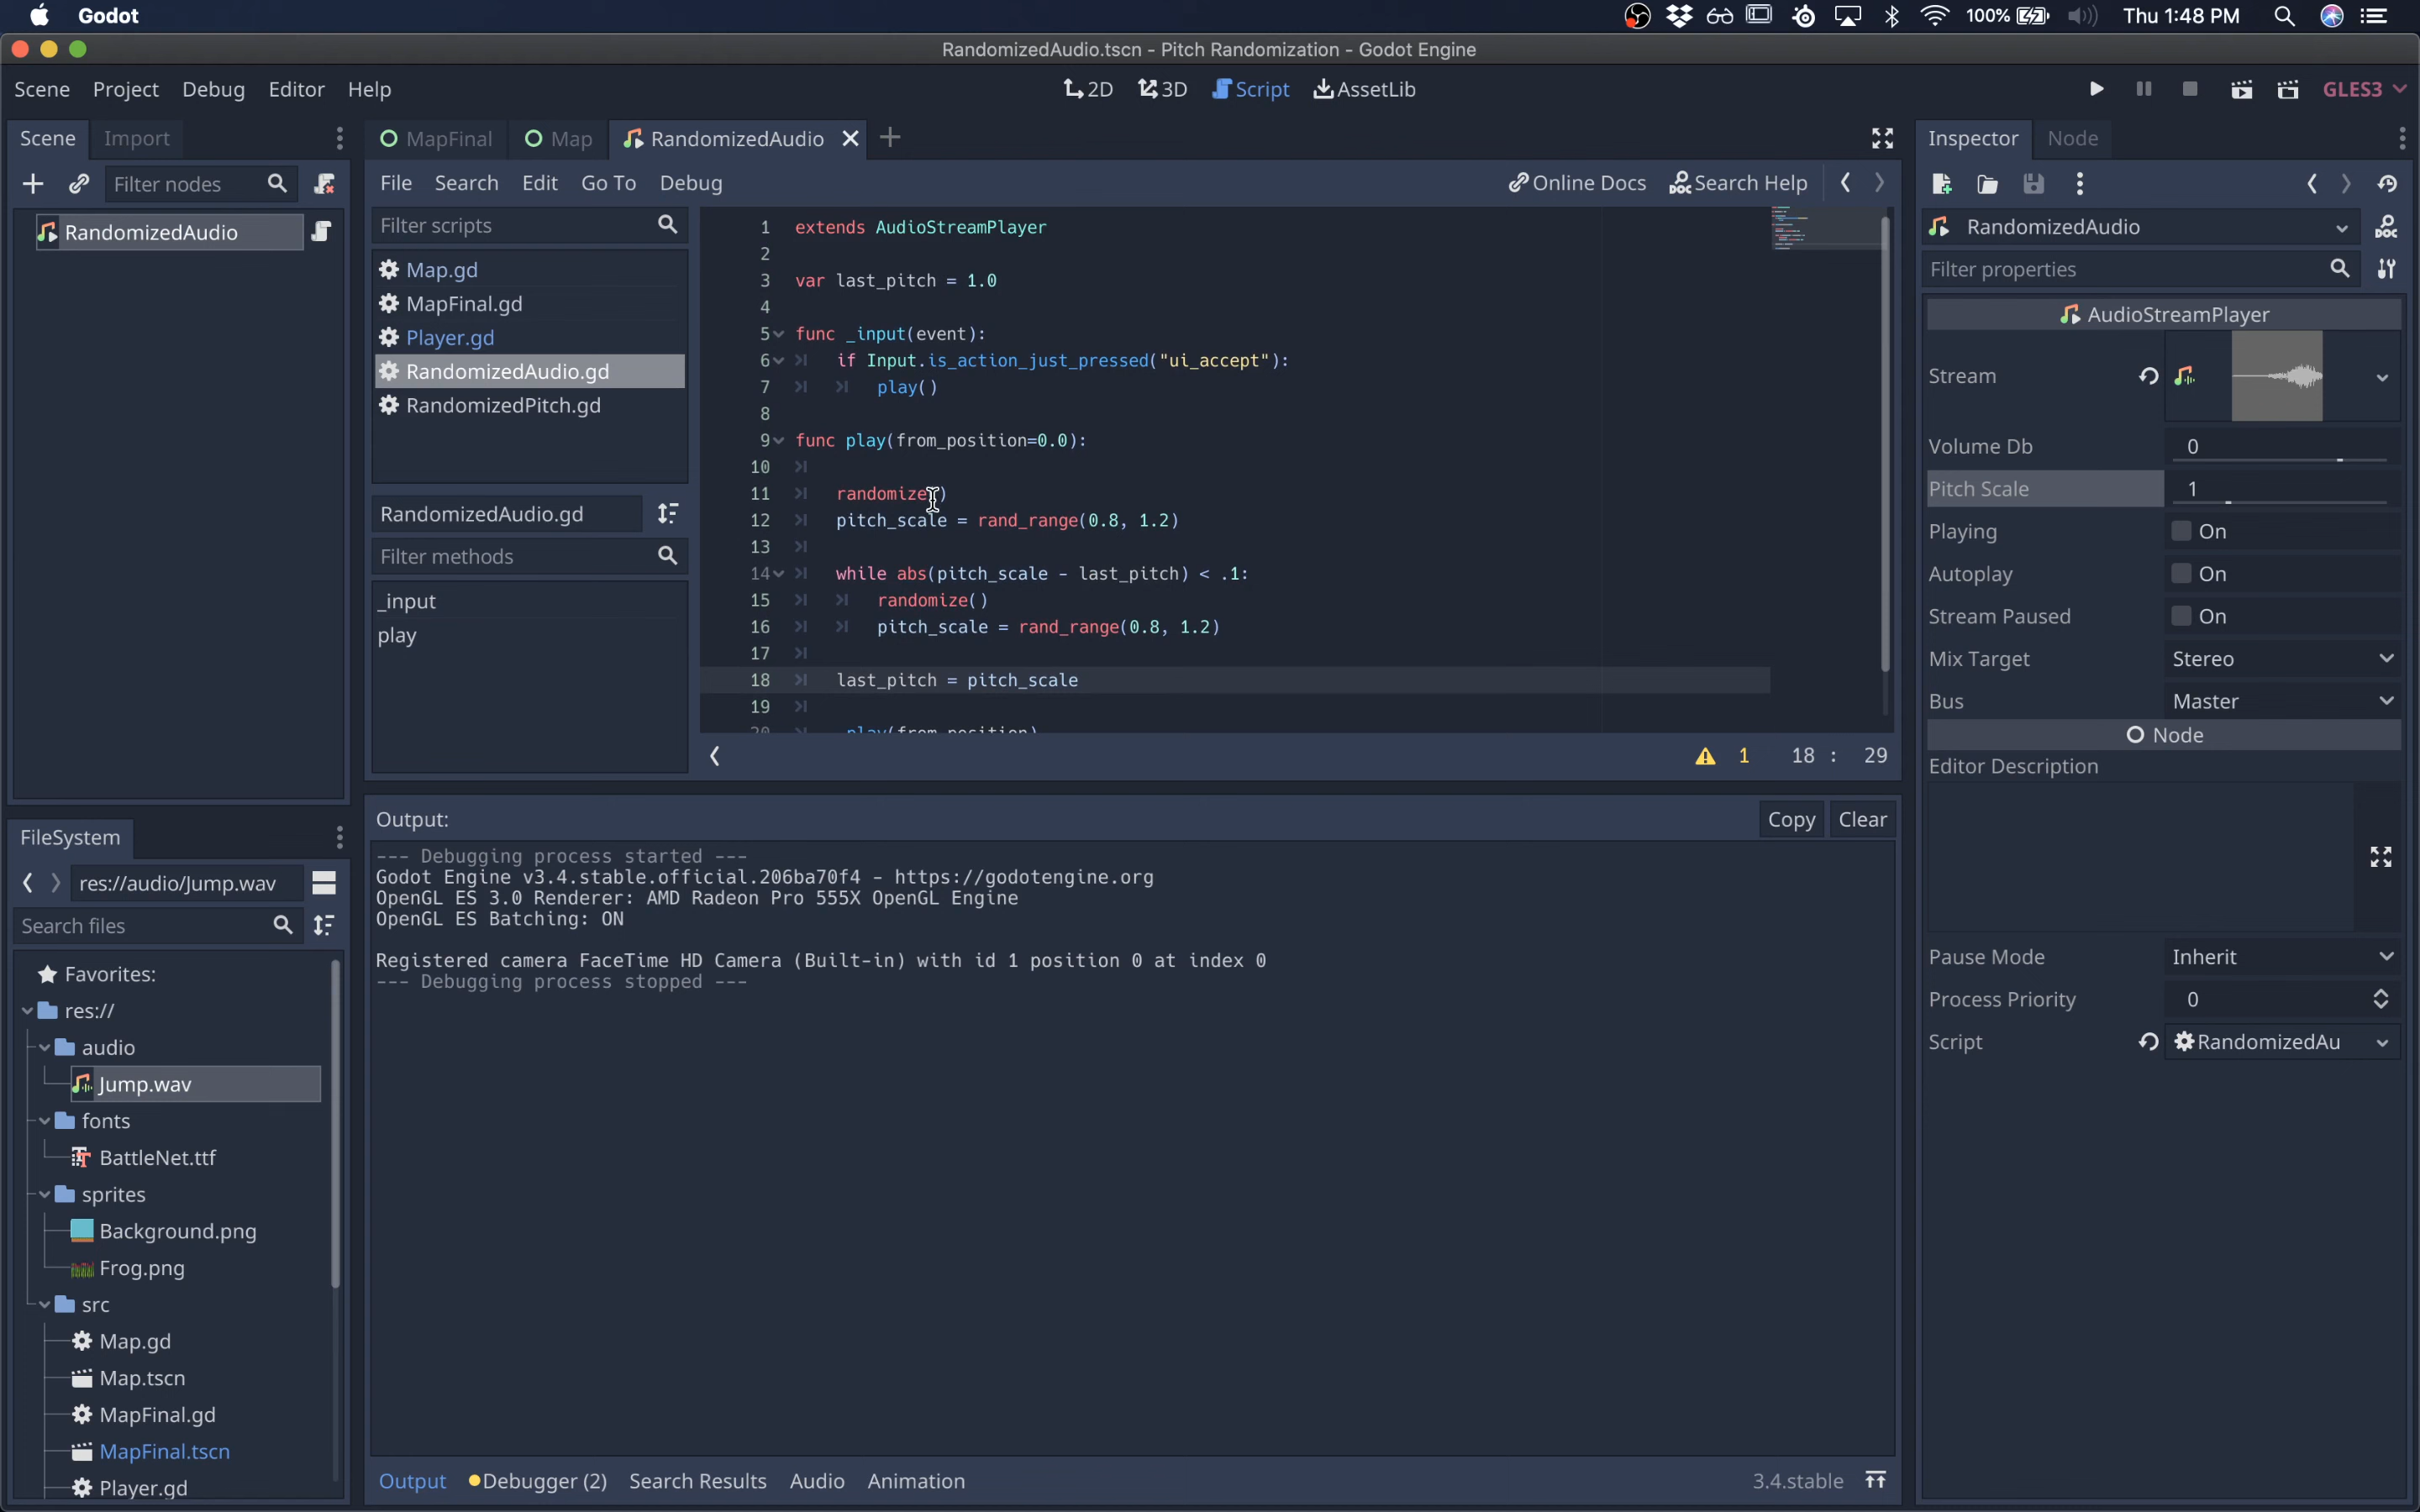 Godot
100%
Thu 1:48 PM
RandomizedAudio.tscn - Pitch Randomization - Godot Engine
Scene Project Debug Editor Help
2D 3D Script AssetLib
GLES3
Scene Import
Filter nodes
RandomizedAudio
MapFinal Map RandomizedAudio
File Search Edit Go To Debug
Online Docs Search Help
Filter scripts
Map.gd
MapFinal.gd
Player.gd
RandomizedAudio.gd
RandomizedPitch.gd
RandomizedAudio.gd
Filter methods
_input
play
1 extends AudioStreamPlayer
2
3 var last_pitch = 1.0
4
5 func _input(event):
6 if Input.is_action_just_pressed("ui_accept"):
7 play()
8
9 func play(from_position=0.0):
10
11 randomize()
12 pitch_scale = rand_range(0.8, 1.2)
13
14 while abs(pitch_scale - last_pitch) < .1:
15 randomize()
16 pitch_scale = rand_range(0.8, 1.2)
17
18 last_pitch = pitch_scale
19
20 .play(from_position)
1 18 : 29
Output:
Copy Clear
--- Debugging process started ---
Godot Engine v3.4.stable.official.206ba70f4 - https://godotengine.org
OpenGL ES 3.0 Renderer: AMD Radeon Pro 555X OpenGL Engine
OpenGL ES Batching: ON
Registered camera FaceTime HD Camera (Built-in) with id 1 position 0 at index 0
--- Debugging process stopped ---
Output Debugger (2) Search Results Audio Animation
3.4.stable
FileSystem
res://audio/Jump.wav
Search files
Favorites:
res://
audio
Jump.wav
fonts
BattleNet.ttf
sprites
Background.png
Frog.png
src
Map.gd
Map.tscn
MapFinal.gd
MapFinal.tscn
Player.gd
Inspector Node
RandomizedAudio
Filter properties
AudioStreamPlayer
Stream
Volume Db 0
Pitch Scale 1
Playing On
Autoplay On
Stream Paused On
Mix Target Stereo
Bus Master
Node
Editor Description
Pause Mode Inherit
Process Priority 0
Script RandomizedAu